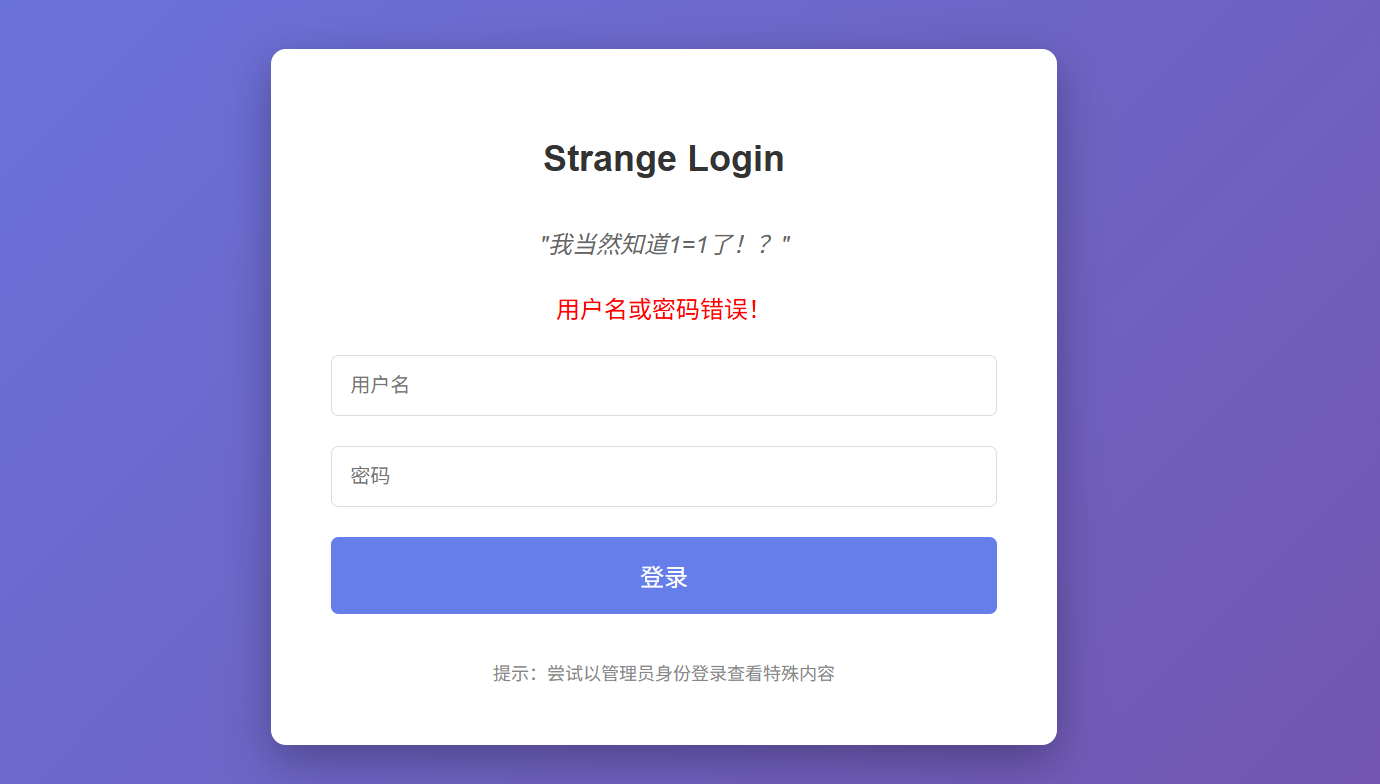 Strange Login
"我当然知道1=1了！？"
用户名或密码错误！
用户名
密码
登录
提示：尝试以管理员身份登录查看特殊内容